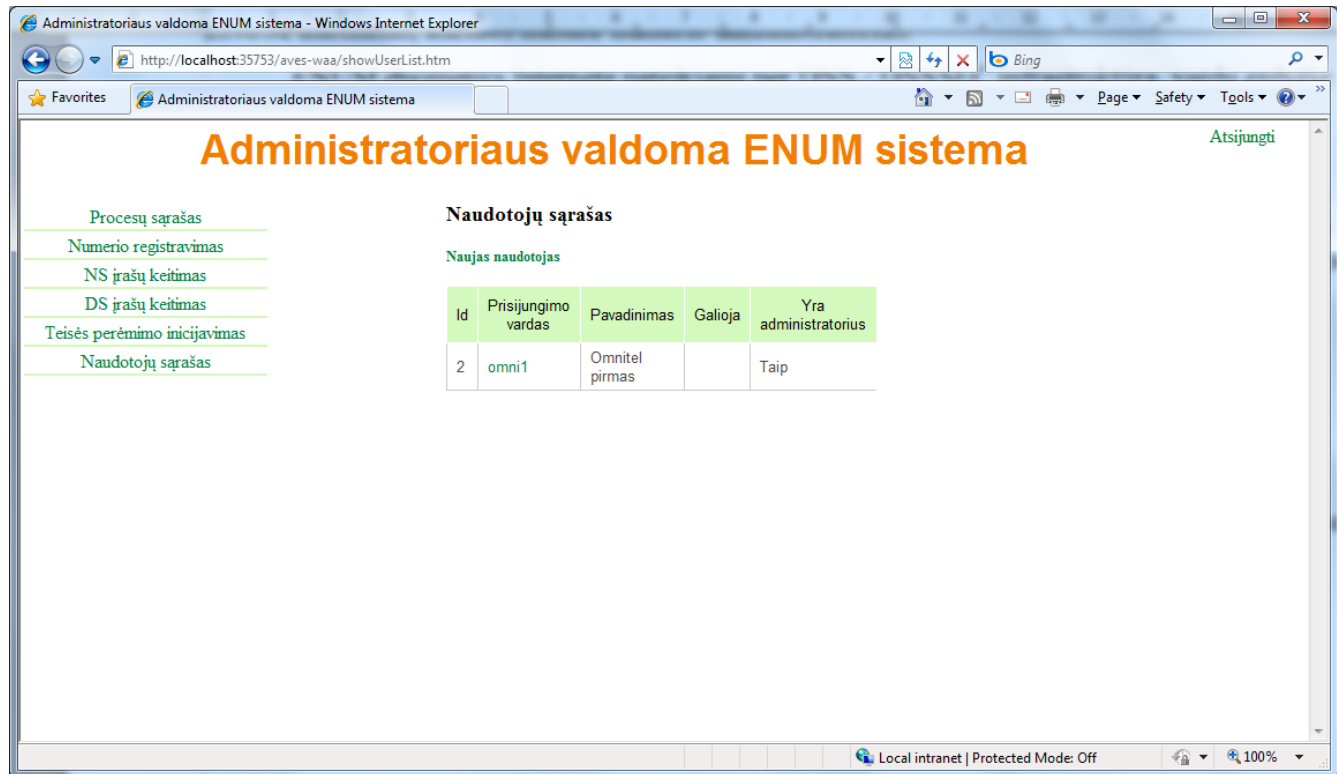 Administratoriaus valdoma ENUM sistema - Windows Internet Explorer
http://localhost:35753/aves-waa/showUserList.htm
Bing
Favorites
Administratoriaus valdoma ENUM sistema
Page
Safety
Tools
Administratoriaus valdoma ENUM sistema
Atsijungti
Procesų sąrašas
Numerio registravimas
NS įrašų keitimas
DS įrašų keitimas
Teisės perėmimo inicijavimas
Naudotojų sąrašas
Naudotojų sąrašas
Naujas naudotojas
Id Prisijungimo vardas Pavadinimas Galioja Yra administratorius
2 omni1 Omnitel pirmas Taip
Local intranet | Protected Mode: Off
100%